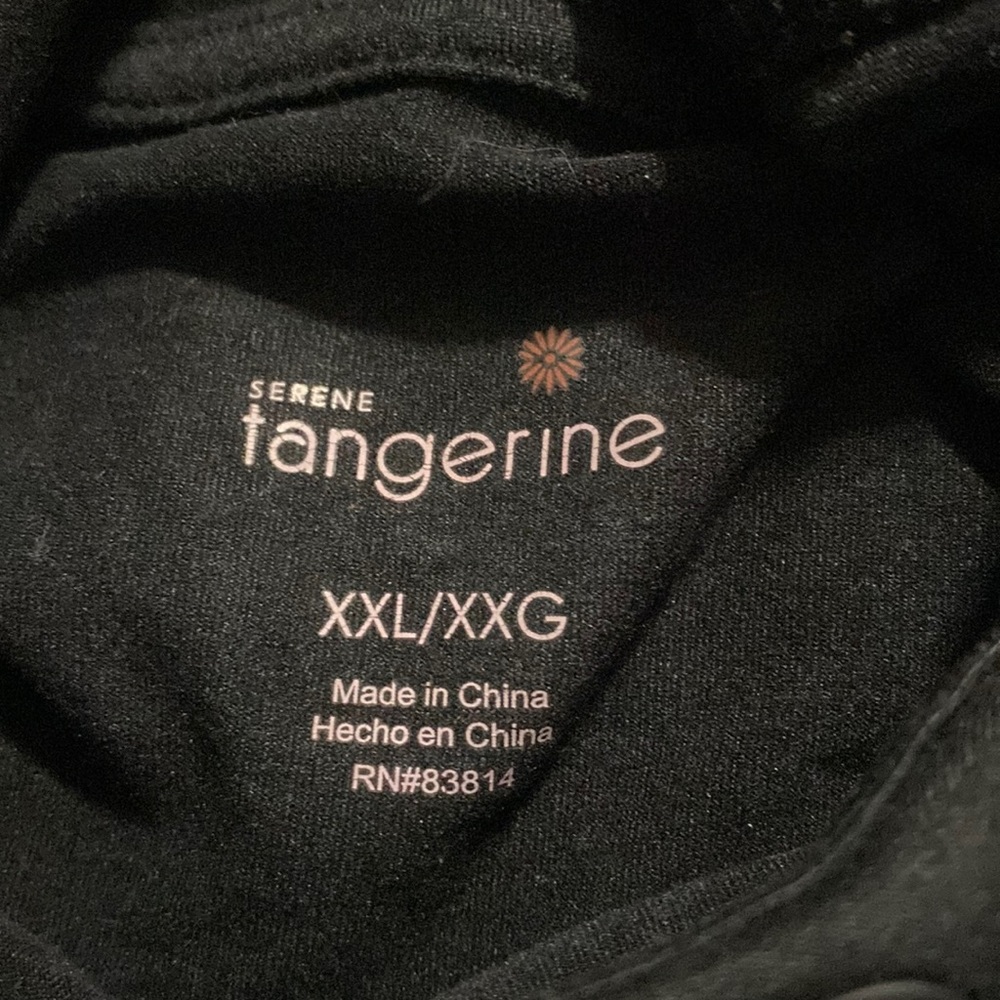 SERENE
tangerine
XXL/XXG
Made in China
Hecho en China
RN#83814